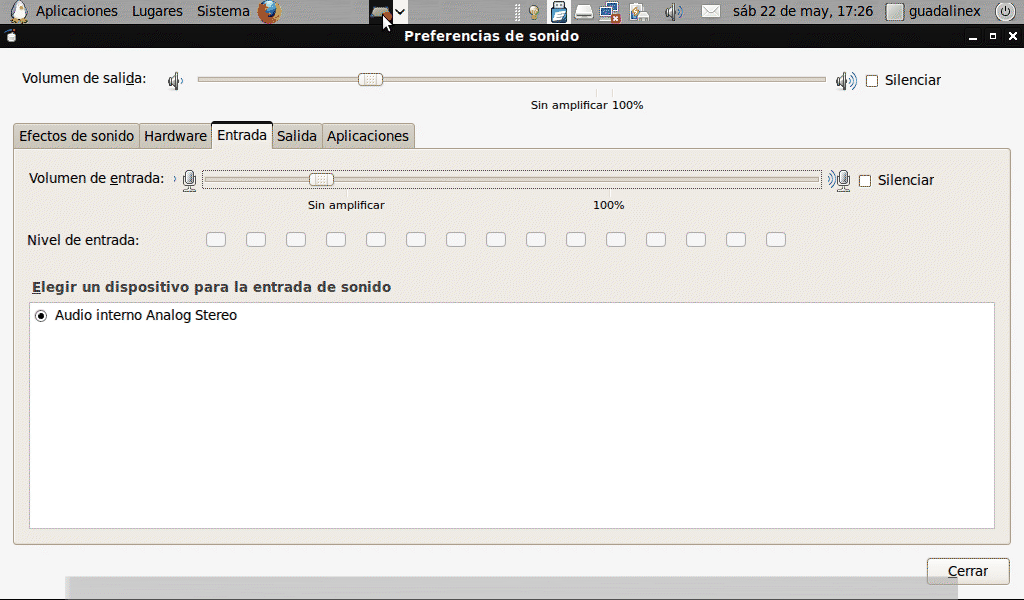 Aplicaciones Lugares Sistema sáb 22 de may, 17:26 guadalinex
Preferencias de sonido
Volumen de salida: Silenciar
Sin amplificar 100%
Efectos de sonido Hardware Entrada Salida Aplicaciones
Volumen de entrada: Silenciar
Sin amplificar 100%
Nivel de entrada:
Elegir un dispositivo para la entrada de sonido
Audio interno Analog Stereo
Cerrar